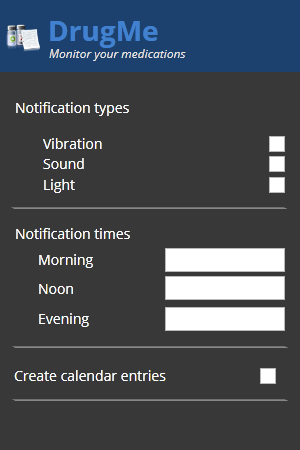 DrugMe
Monitor your medications
Notification types
Vibration
Sound
Light
Notification times
Morning
Noon
Evening
Create calendar entries